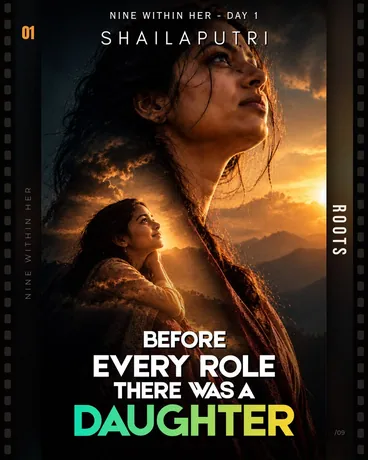 NINE WITHIN HER - DAY 1
01
SHAILAPUTRI
NINE WITHIN HER
ROOTS
BEFORE
EVERY ROLE
THERE WAS A
DAUGHTER
/09